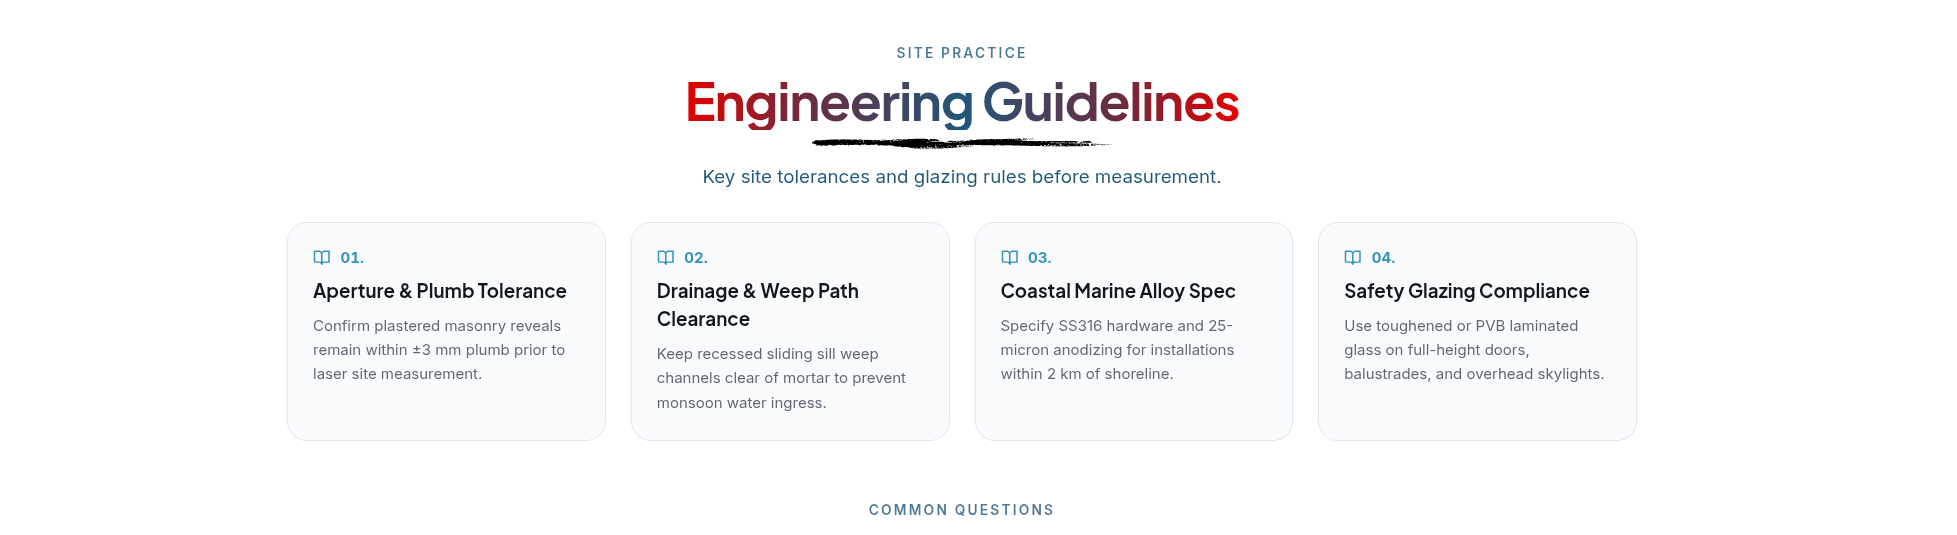 SITE PRACTICE
Engineering Guidelines
Key site tolerances and glazing rules before measurement.
01.
Aperture & Plumb Tolerance
Confirm plastered masonry reveals
remain within ±3 mm plumb prior to
laser site measurement.
02.
Drainage & Weep Path
Clearance
Keep recessed sliding sill weep
channels clear of mortar to prevent
monsoon water ingress.
03.
Coastal Marine Alloy Spec
Specify SS316 hardware and 25-
micron anodizing for installations
within 2 km of shoreline.
04.
Safety Glazing Compliance
Use toughened or PVB laminated
glass on full-height doors,
balustrades, and overhead skylights.
COMMON QUESTIONS